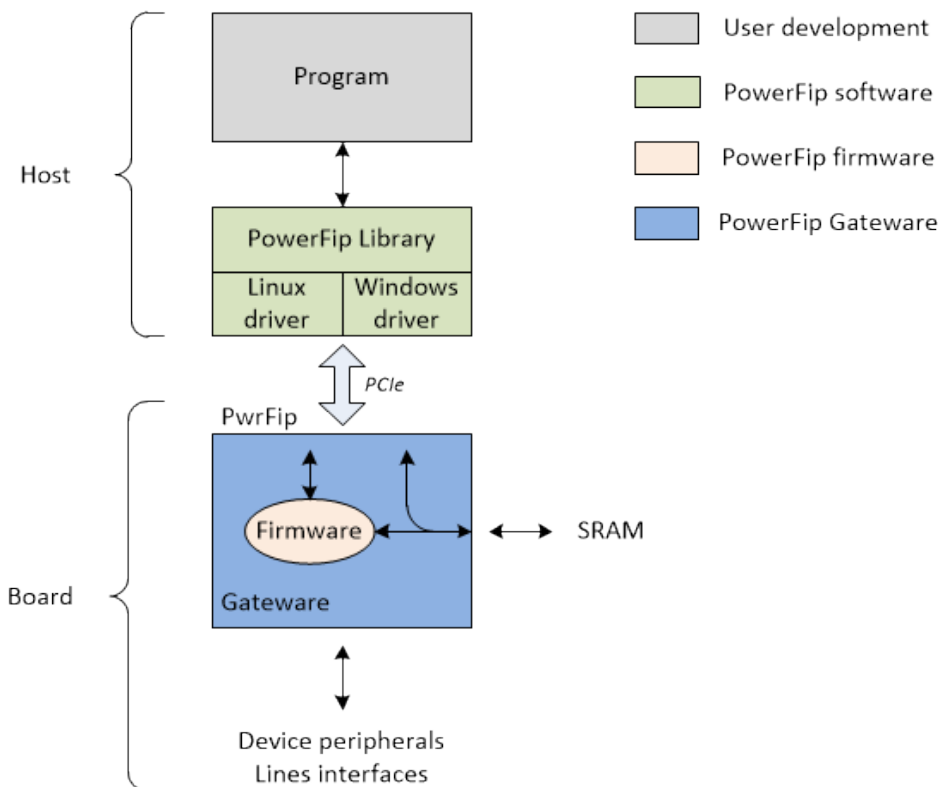 Program
User development
PowerFip software
PowerFip firmware
PowerFip Gateware
Host
PowerFip Library
Linux
driver
Windows
driver
PCIe
PwrFip
Firmware
SRAM
Board
Gateware
Device peripherals
Lines interfaces